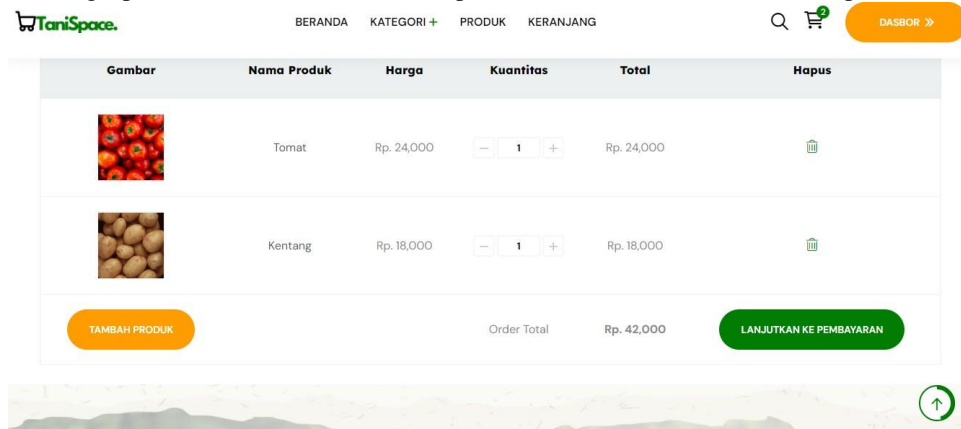 TaniSpace.
BERANDA KATEGORI + PRODUK KERANJANG
2
DASBOR »
Gambar Nama Produk Harga Kuantitas Total Hapus
Tomat Rp. 24,000 − 1 + Rp. 24,000
Kentang Rp. 18,000 − 1 + Rp. 18,000
TAMBAH PRODUK Order Total Rp. 42,000 LANJUTKAN KE PEMBAYARAN